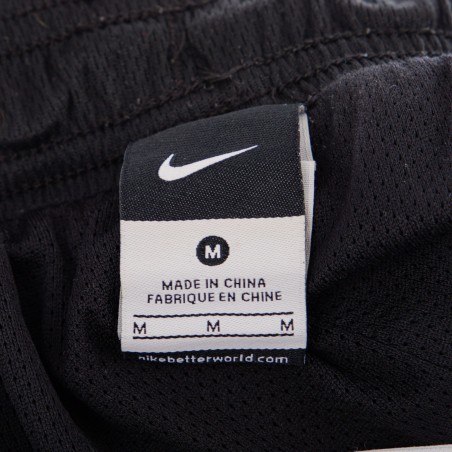 M
MADE IN CHINA
FABRIQUE EN CHINE
M M M
nikebetterworld.com